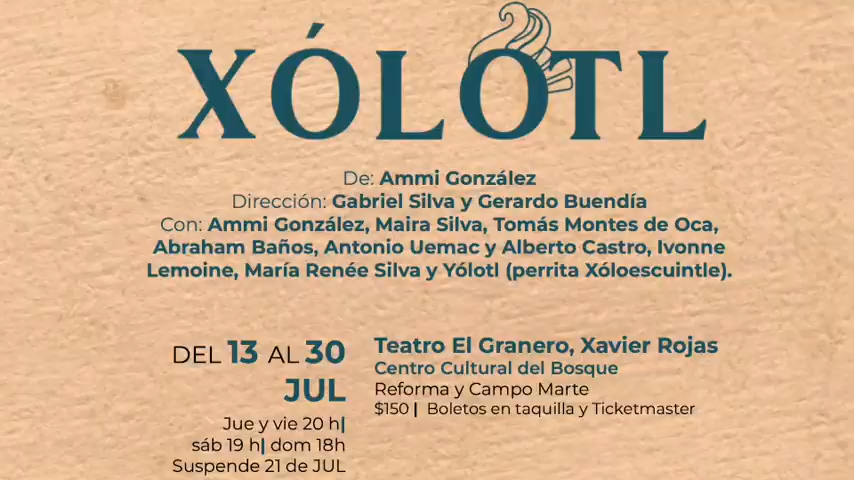 XÓLOTL
De: Ammi González
Dirección: Gabriel Silva y Gerardo Buendía
Con: Ammi González, Maira Silva, Tomás Montes de Oca,
Abraham Baños, Antonio Uemac y Alberto Castro, Ivonne
Lemoine, María Renée Silva y Yólotl (perrita Xóloescuintle).
DEL 13 AL 30
JUL
Jue y vie 20 h|
sáb 19 h| dom 18h
Suspende 21 de JUL
Teatro El Granero, Xavier Rojas
Centro Cultural del Bosque
Reforma y Campo Marte
$150 | Boletos en taquilla y Ticketmaster